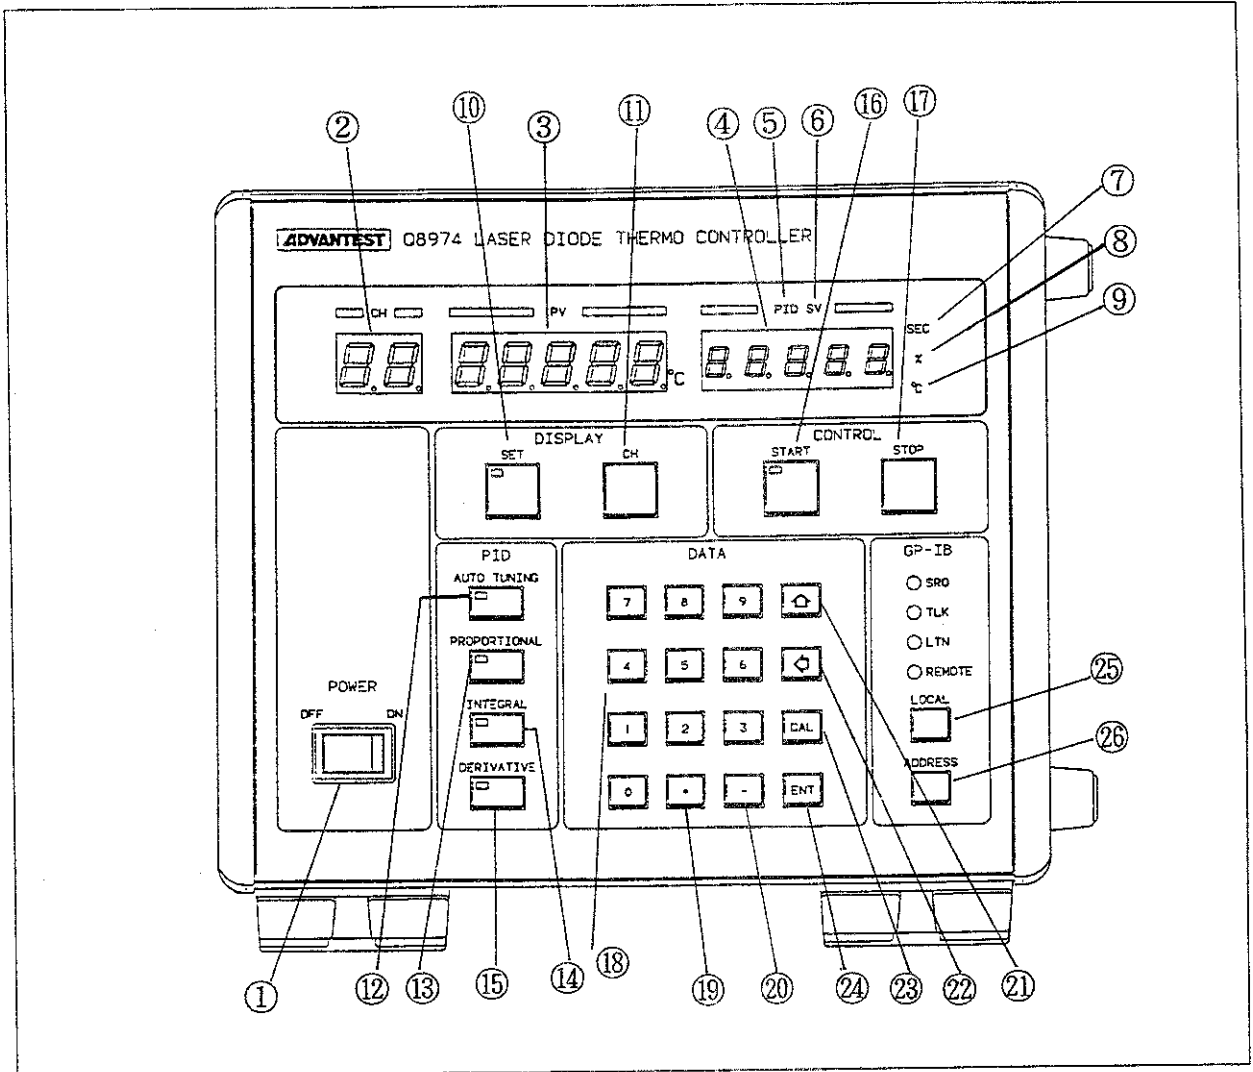 ⑩ ⑪ ⑯ ⑰
② ③ ④ ⑤ ⑥
⑦
⑧
⑨
ADVANTEST Q8974 LASER DIODE THERMO CONTROLLER
CH PV PID SV
SEC
88 88888 °C 88888 %
°C
DISPLAY CONTROL
SET CH START STOP
PID DATA GP-IB
AUTO TUNING
SRQ
7 8 9
TLK
PROPORTIONAL LTN
4 5 6 REMOTE
㉕
POWER INTEGRAL LOCAL
OFF ON
1 2 3 CAL
㉖
DERIVATIVE ADDRESS
0 • - ENT
① ⑫ ⑬ ⑮ ⑭ ⑱ ⑲ ⑳ ㉔ ㉓ ㉒ ㉑